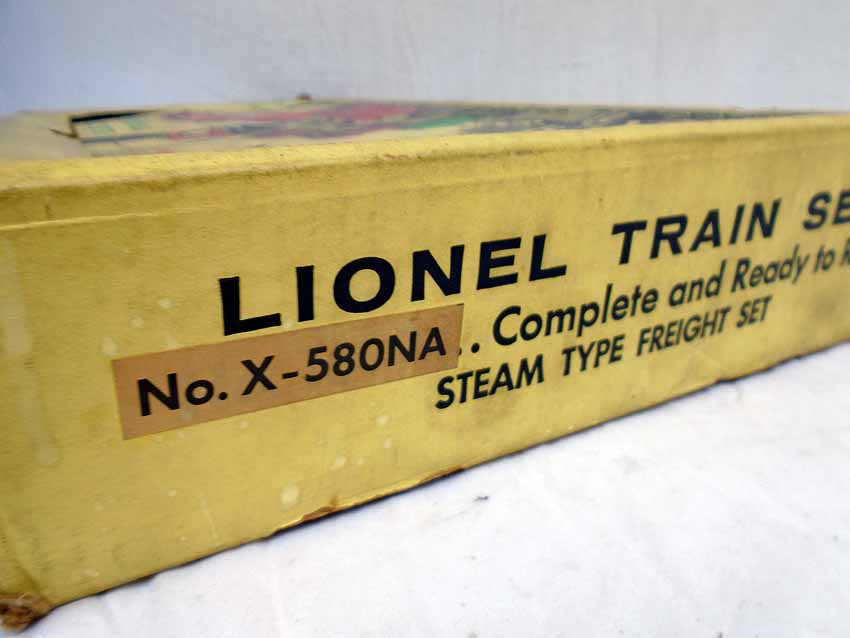 LIONEL TRAIN SE
No. X-580NA .. Complete and Ready to R
STEAM TYPE FREIGHT SET